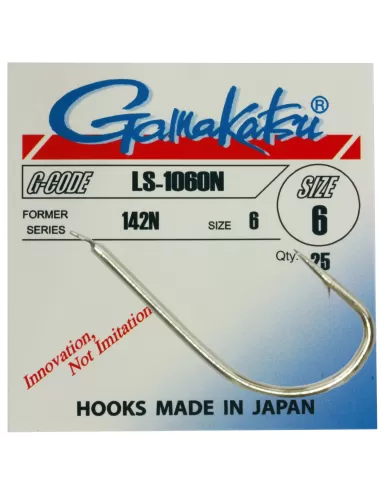 Gamakatsu®
G-CODE LS-1060N SIZE
FORMER SERIES 142N SIZE 6 6
Qty. 25
Innovation,
Not Imitation!
HOOKS MADE IN JAPAN